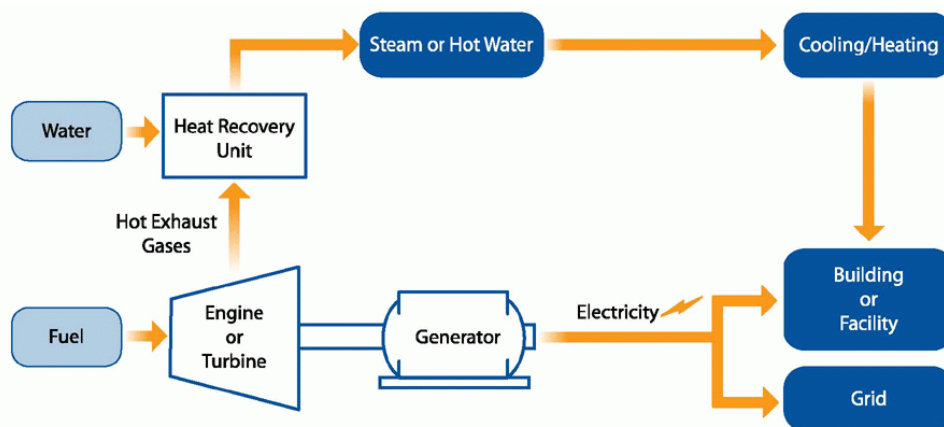 Steam or Hot Water
Cooling/Heating
Water
Heat Recovery
Unit
Hot Exhaust
Gases
Building
or
Facility
Fuel
Engine
or
Turbine
Generator
Electricity
Grid